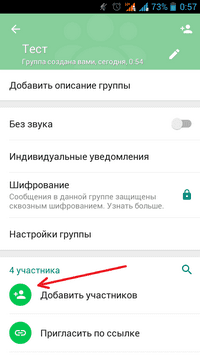 73% 0:57
Тест
Группа создана вами, сегодня, 0:54
Добавить описание группы
Без звука
Индивидуальные уведомления
Шифрование
Сообщения в данной группе защищены
сквозным шифрованием. Узнать больше.
Настройки группы
4 участника
Добавить участников
Пригласить по ссылке